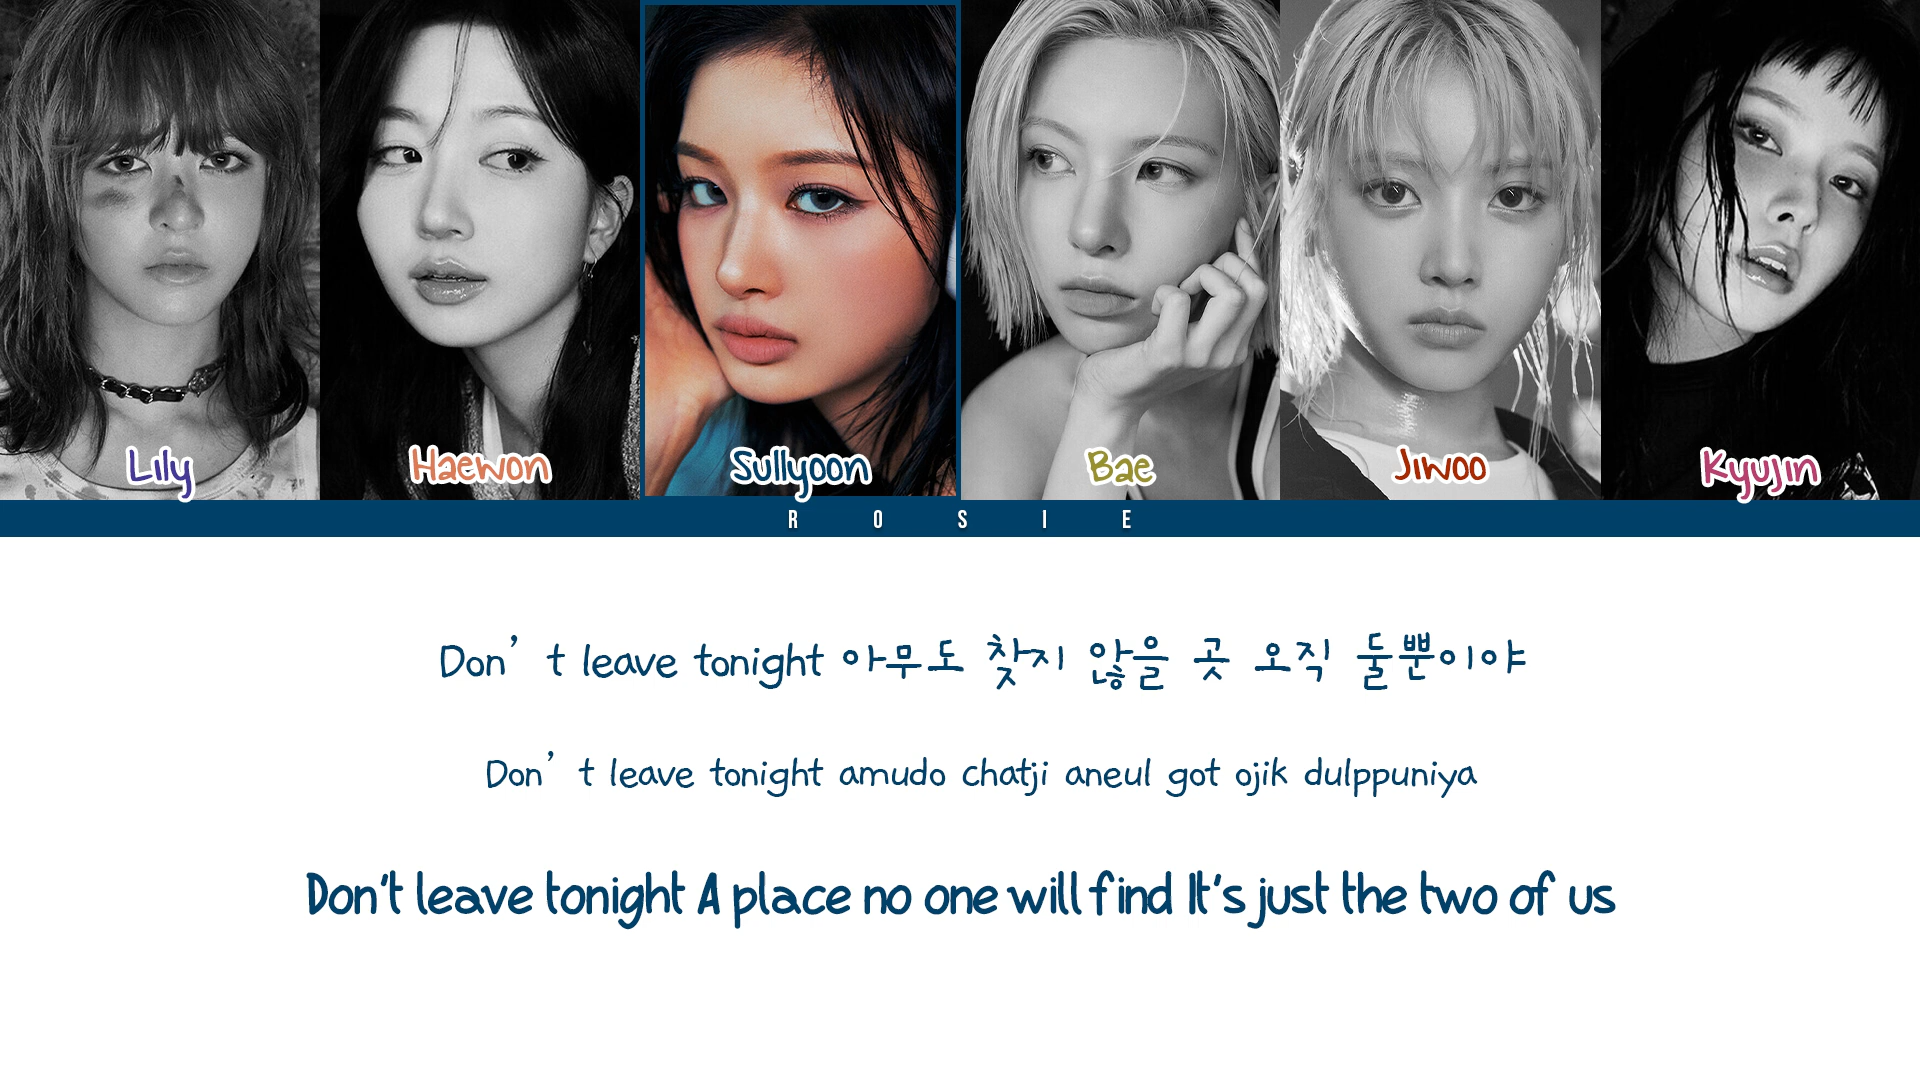 Lily
Haewon
Sullyoon
Bae
Jiwoo
Kyujin
ROSIE
Don’t leave tonight 아무도 찾지 않을 곳 오직 둘뿐이야
Don’t leave tonight amudo chatji aneul got ojik dulppuniya
Don't leave tonight A place no one will find It's just the two of us